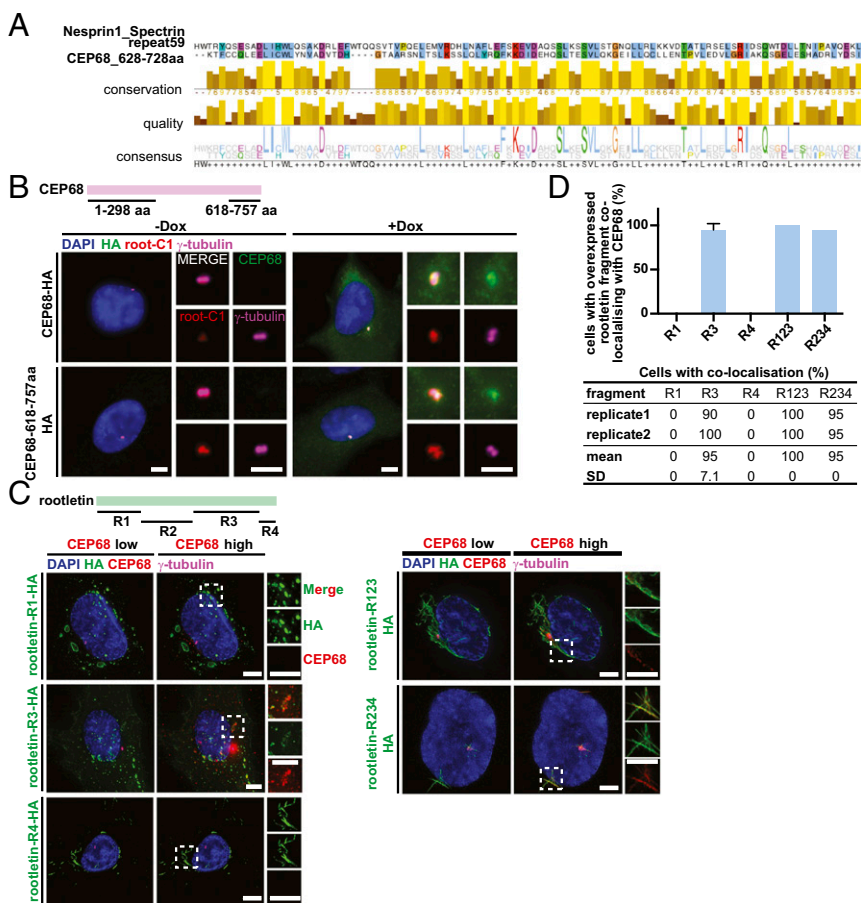 A
Nesprin1_Spectrin
repeat59
CEP68_628-728aa
conservation
quality
consensus
B
CEP68
1-298 aa 618-757 aa
-Dox +Dox
DAPI HA root-C1 γ-tubulin
CEP68-HA
MERGE CEP68
root-C1 γ-tubulin
CEP68-618-757aa
HA
C
rootletin
R1 R2 R3 R4
CEP68 low CEP68 high
DAPI HA CEP68 γ-tubulin
rootletin-R1-HA
Merge
HA
CEP68
rootletin-R3-HA
rootletin-R4-HA
CEP68 low CEP68 high
DAPI HA CEP68 γ-tubulin
rootletin-R123
HA
rootletin-R234
HA
D
cells with overexpressed
rootletin fragment co-
localalising with CEP68 (%)
100
50
0
R1 R3 R4 R123 R234
Cells with co-localisation (%)
fragment R1 R3 R4 R123 R234
replicate1 0 90 0 100 95
replicate2 0 100 0 100 95
mean 0 95 0 100 95
SD 0 7.1 0 0 0